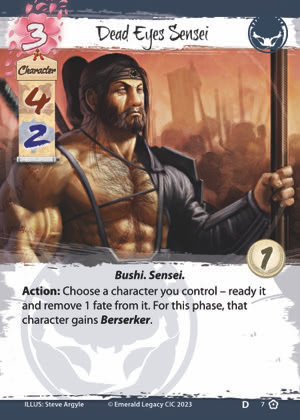 3
Dead Eyes Sensei
Character
4
2
1
Bushi. Sensei.
Action: Choose a character you control – ready it
and remove 1 fate from it. For this phase, that
character gains Berserker.
ILLUS: Steve Argyle
© Emerald Legacy CIC 2023
D
7